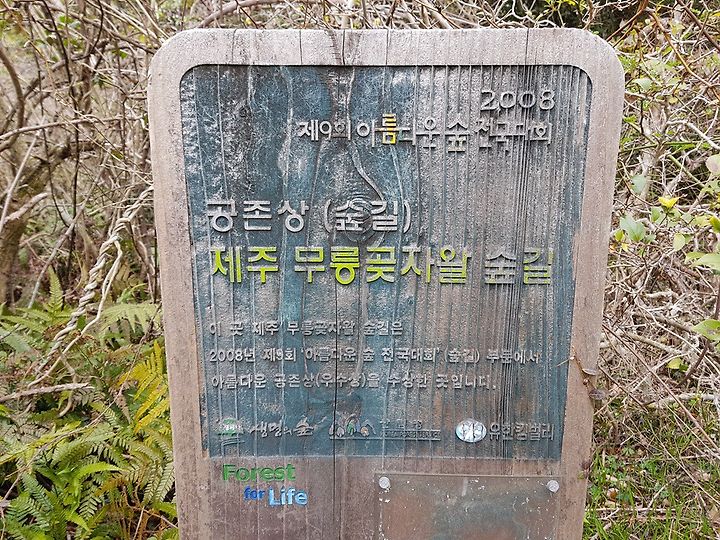 2008
제9회 아름다운 숲 전국대회
공존상 (숲길)
제주 무릉곶자왈 숲길
이 곳 제주 무릉곶자왈 숲길은
2008년 제9회 '아름다운 숲 전국대회' (숲길) 부문에서
아름다운 공존상(우수상)을 수상한 곳입니다.
생명의숲 유한킴벌리
Forest
for Life